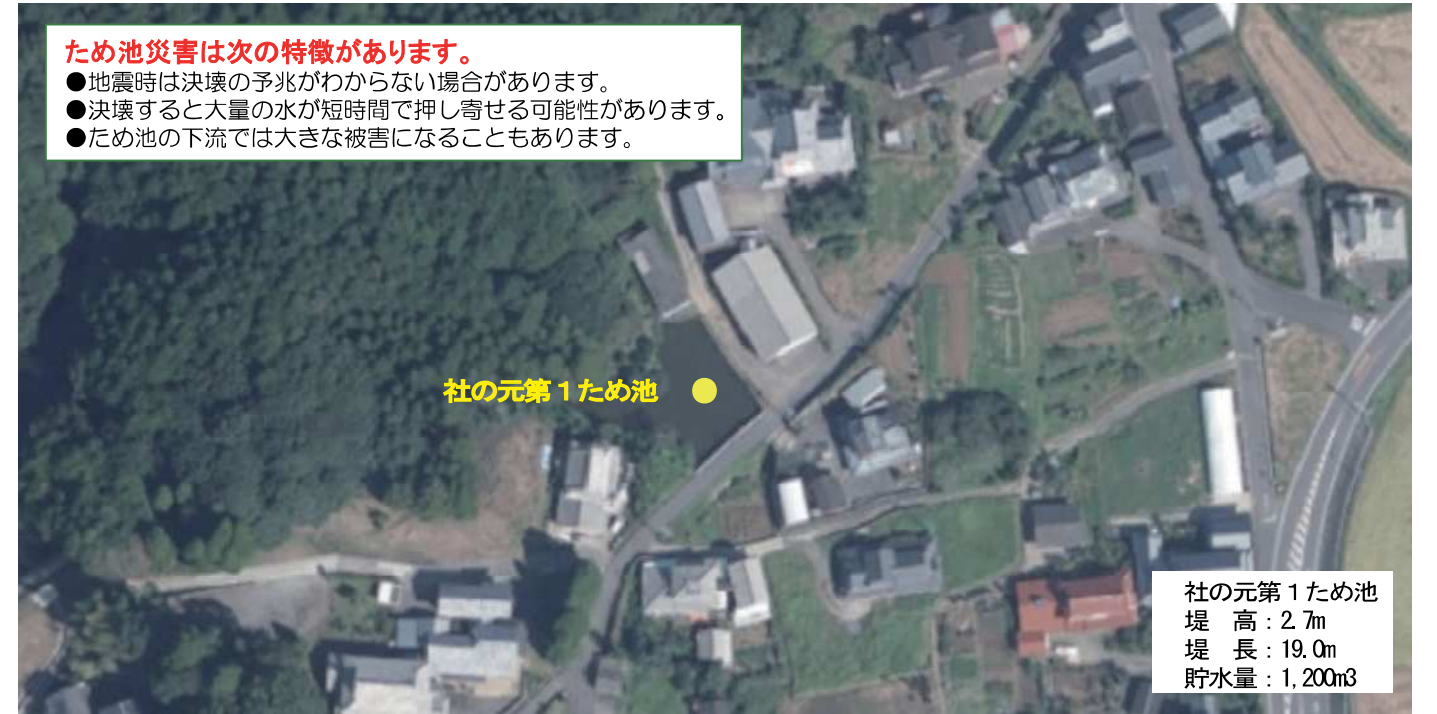 ため池災害は次の特徴があります。
●地震時は決壊の予兆がわからない場合があります。
●決壊すると大量の水が短時間で押し寄せる可能性があります。
●ため池の下流では大きな被害になることもあります。
社の元第１ため池
社の元第１ため池
堤　高：2.7m
堤　長：19.0m
貯水量：1,200m3